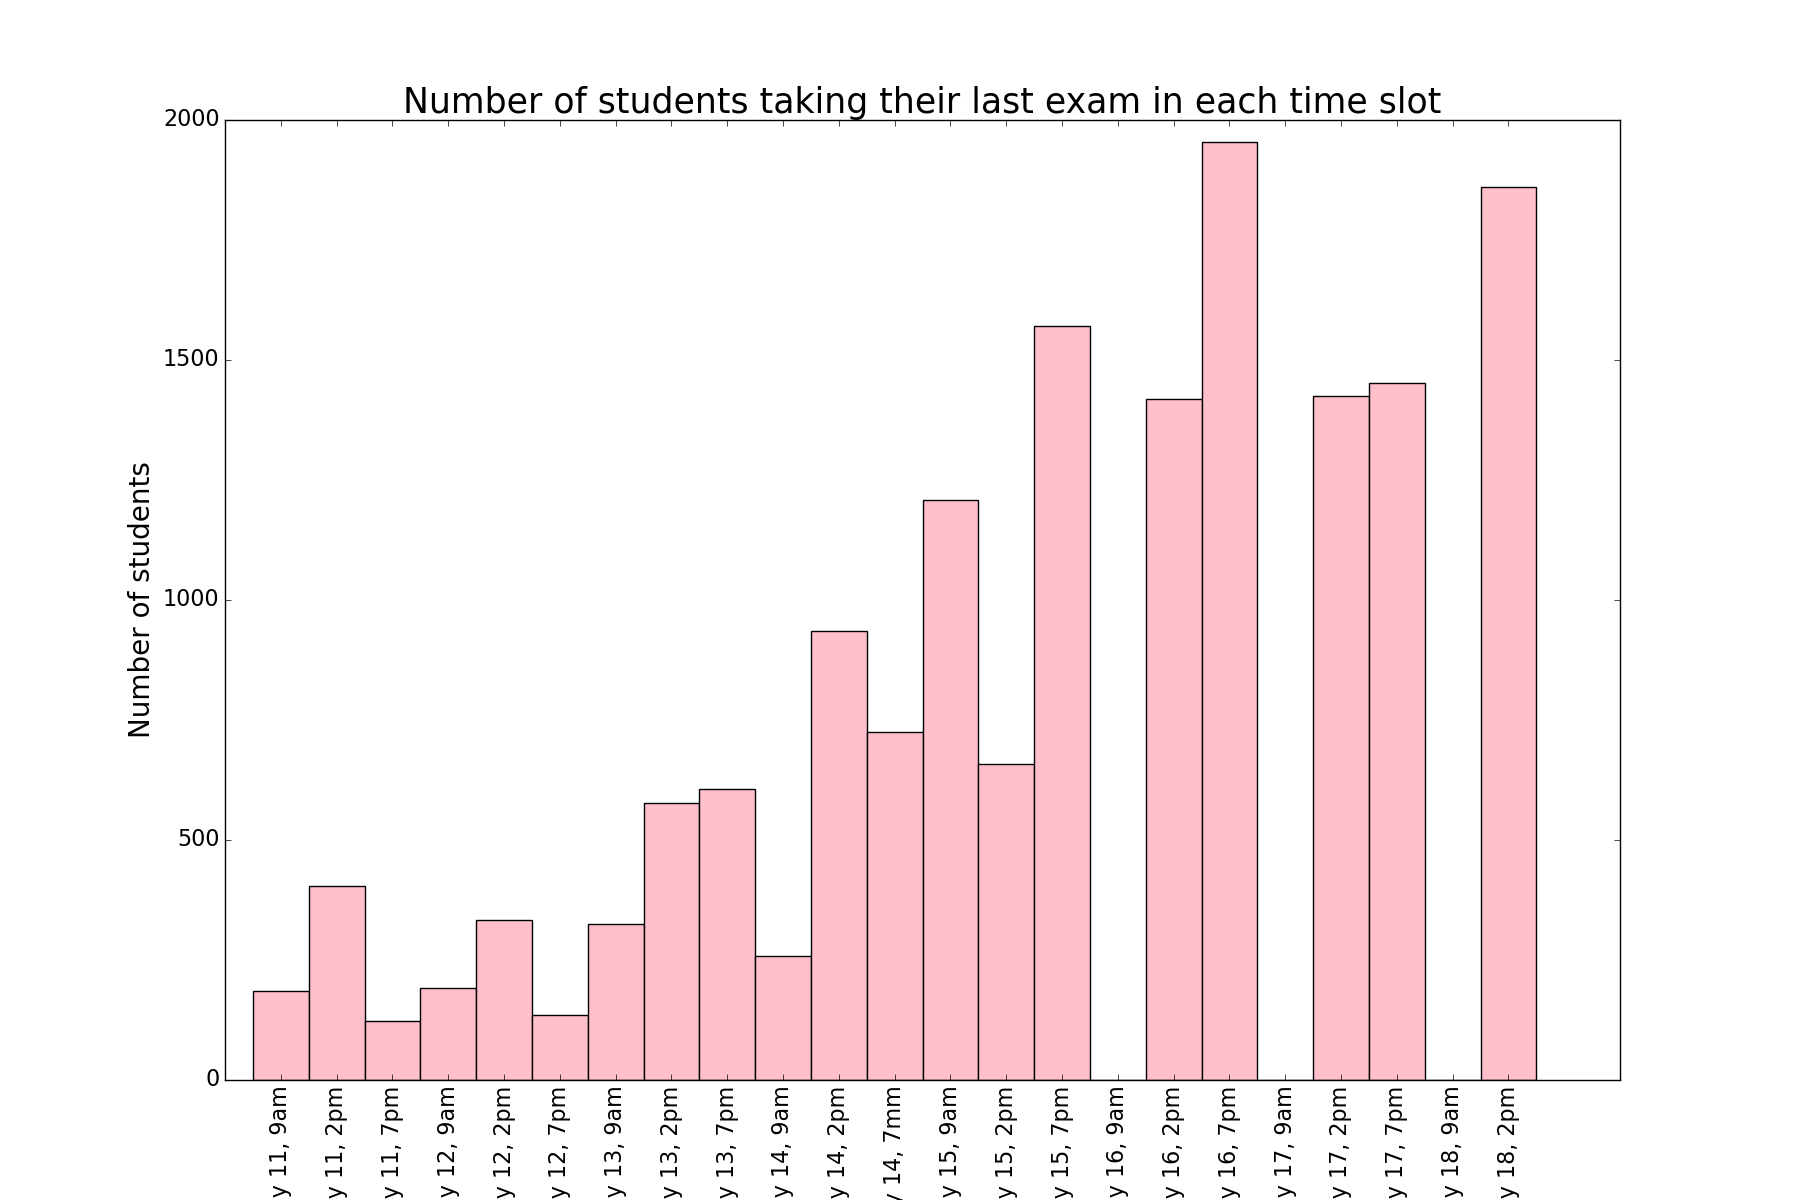 Number of students taking their last exam in each time slot
Number of students
2000
1500
1000
500
0
y 11, 9am
y 11, 2pm
y 11, 7pm
y 12, 9am
y 12, 2pm
y 12, 7pm
y 13, 9am
y 13, 2pm
y 13, 7pm
y 14, 9am
y 14, 2pm
y 14, 7mm
y 15, 9am
y 15, 2pm
y 15, 7pm
y 16, 9am
y 16, 2pm
y 16, 7pm
y 17, 9am
y 17, 2pm
y 17, 7pm
y 18, 9am
y 18, 2pm